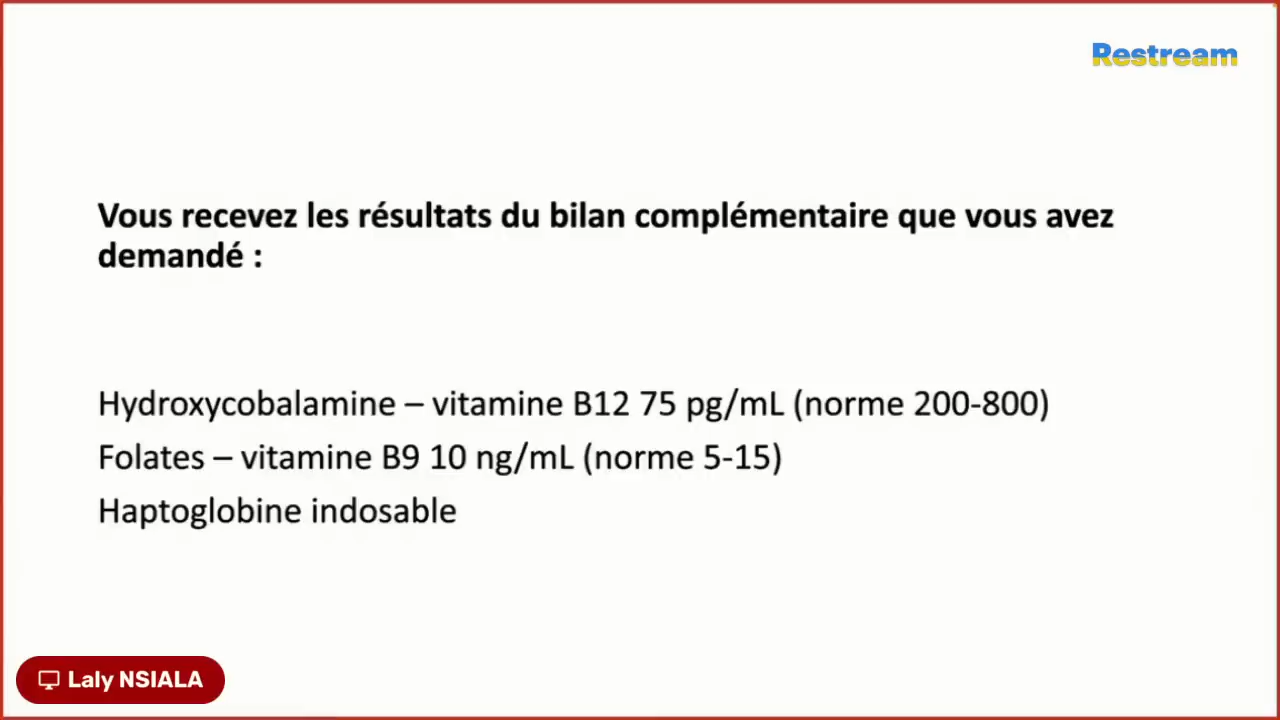 Restream
Vous recevez les résultats du bilan complémentaire que vous avez
demandé :
Hydroxycobalamine – vitamine B12 75 pg/mL (norme 200-800)
Folates – vitamine B9 10 ng/mL (norme 5-15)
Haptoglobine indosable
Laly NSIALA